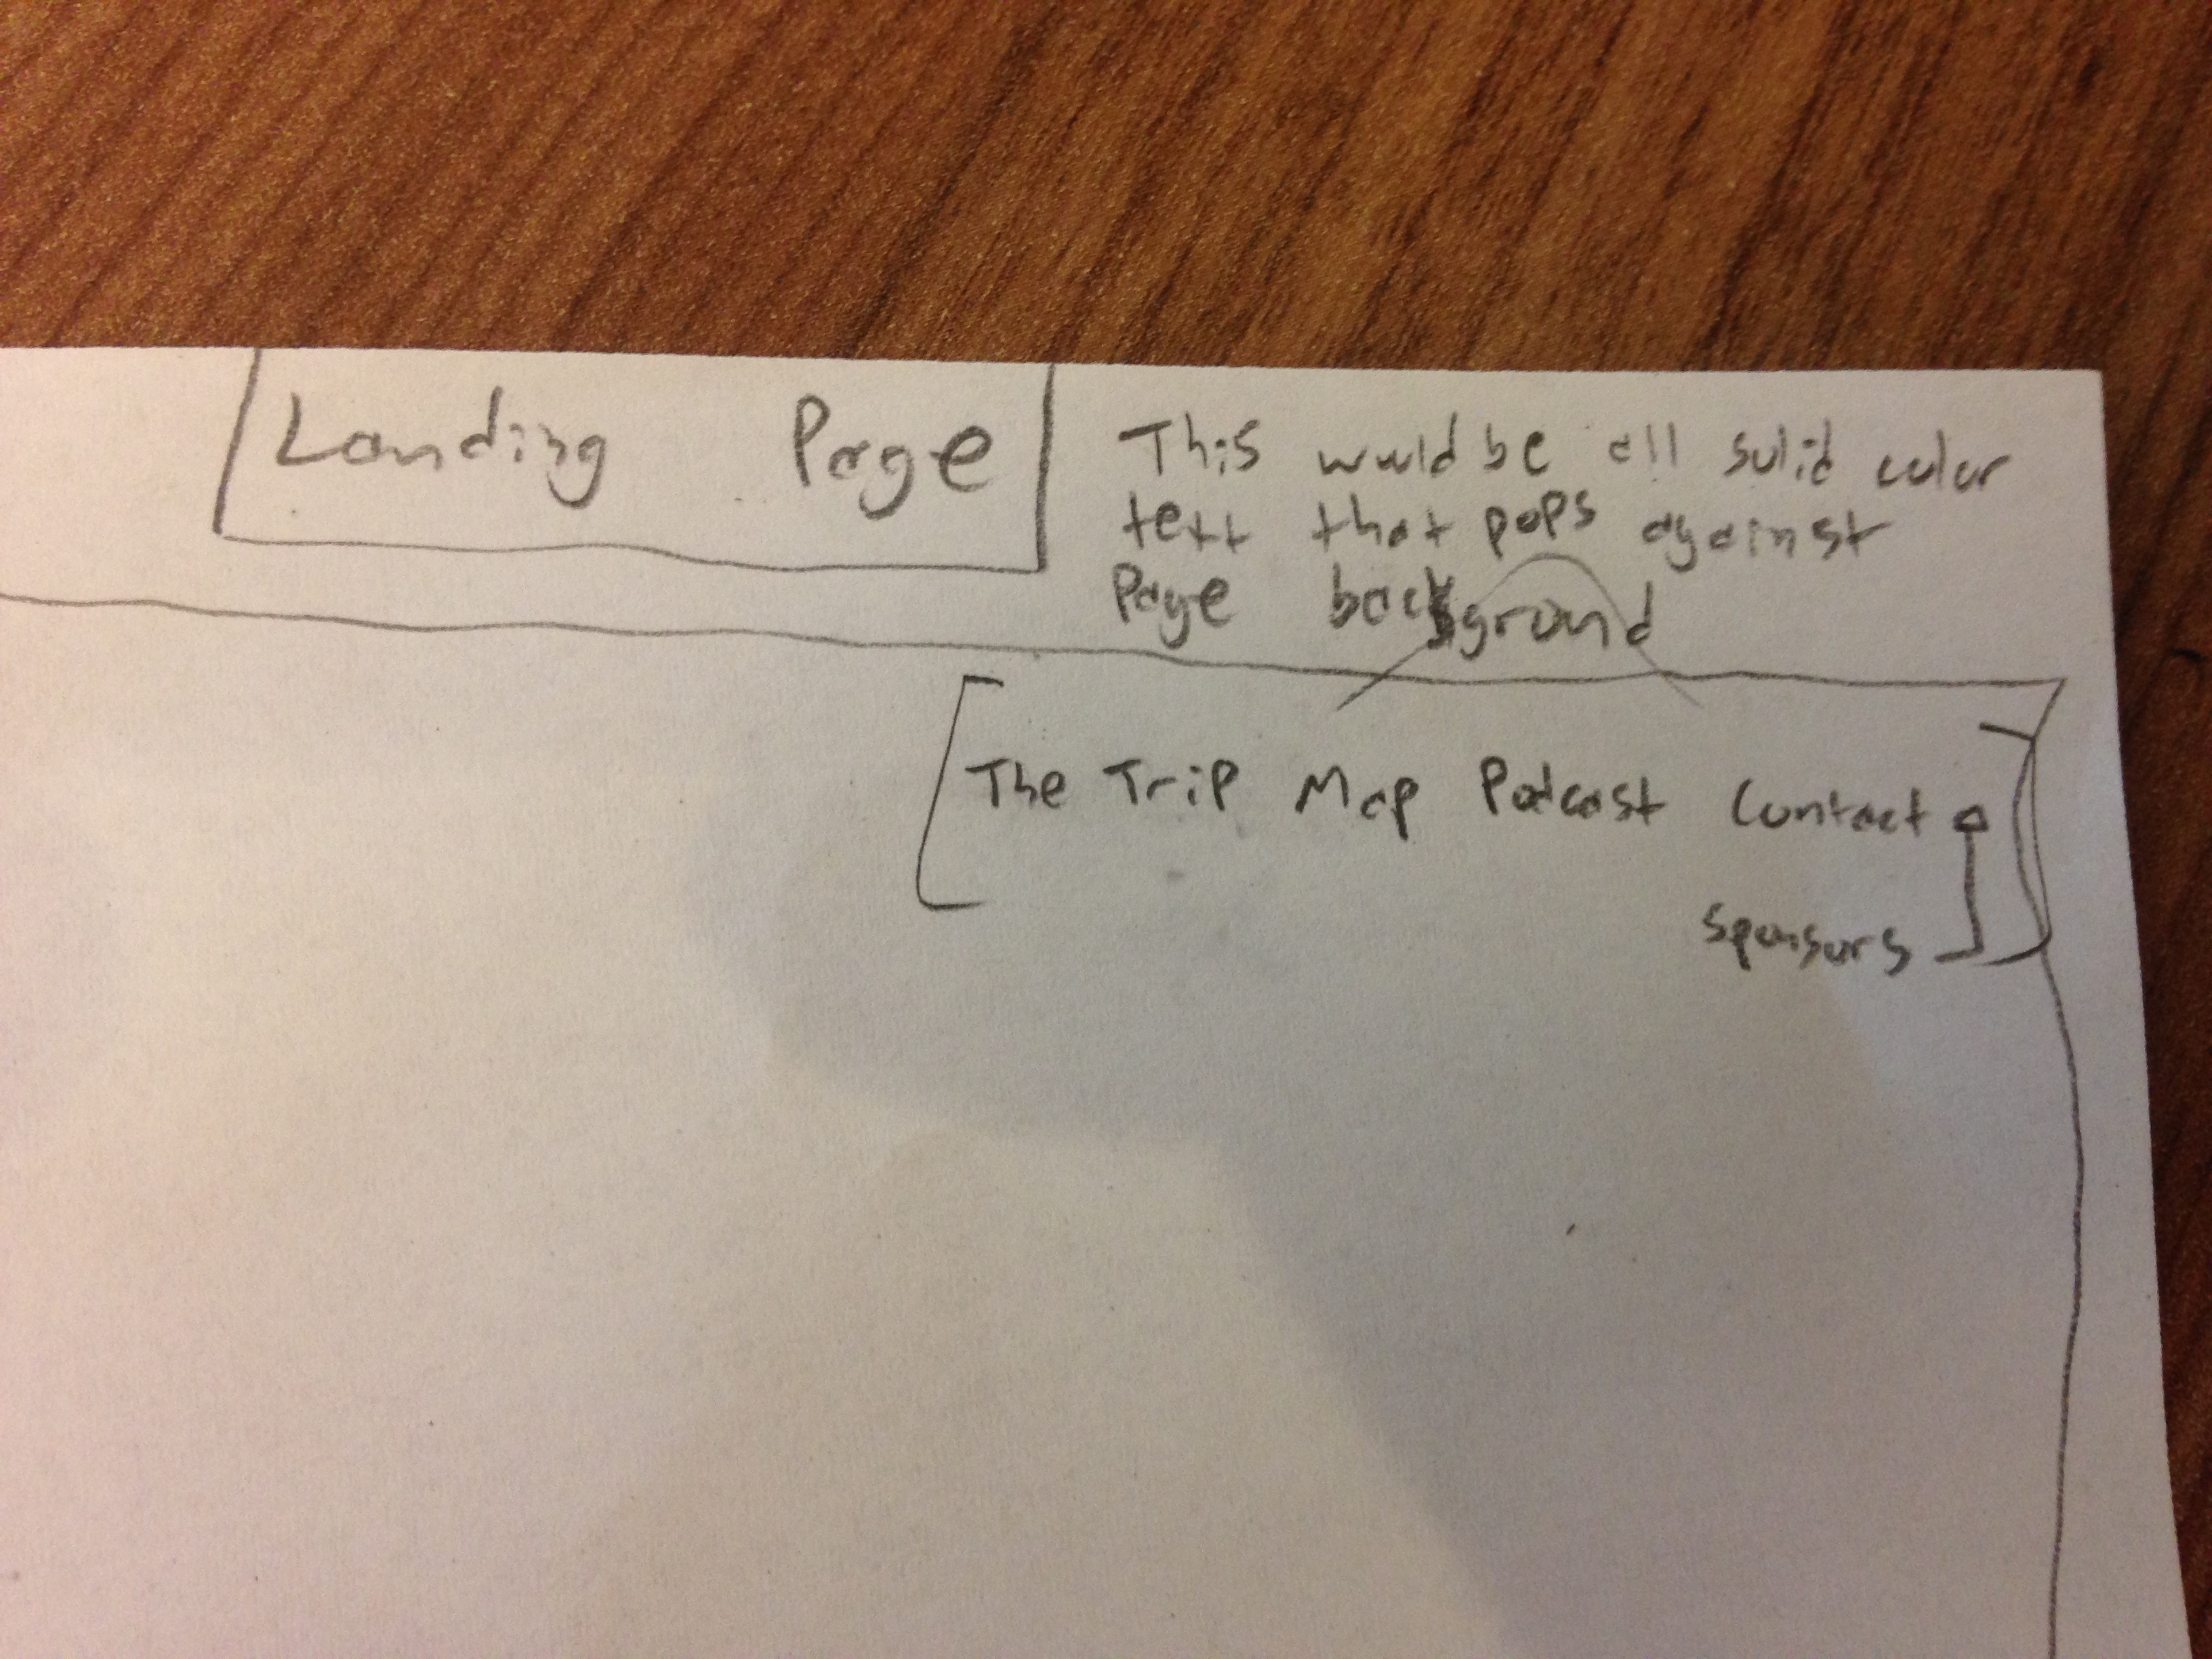 Landing Page
This would be all solid color
text that pops against
page background
The Trip Map Podcast Contact
Sponsors